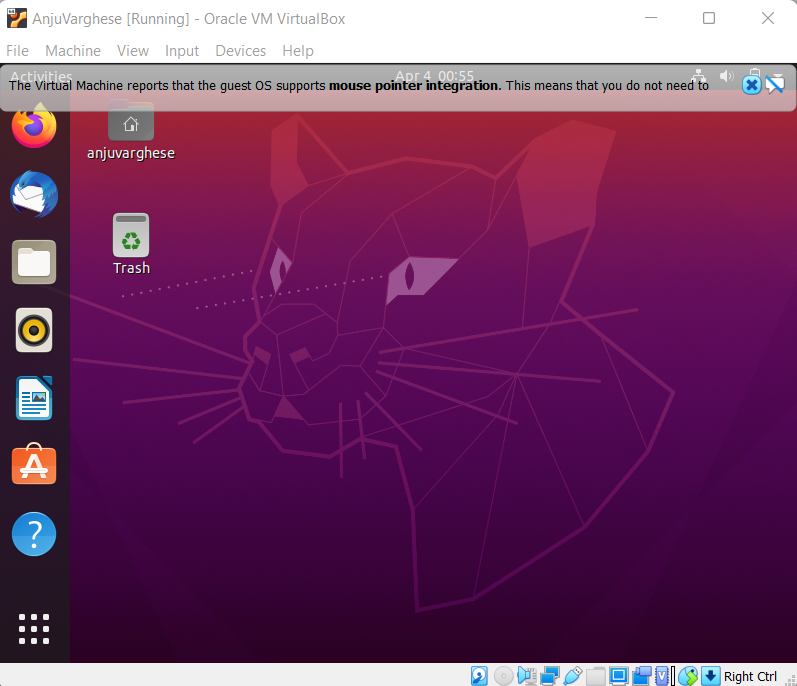 AnjuVarghese [Running] - Oracle VM VirtualBox
File Machine View Input Devices Help
Activities Apr 4 00:55
The Virtual Machine reports that the guest OS supports mouse pointer integration. This means that you do not need to
anjuvarghese
Trash
Right Ctrl